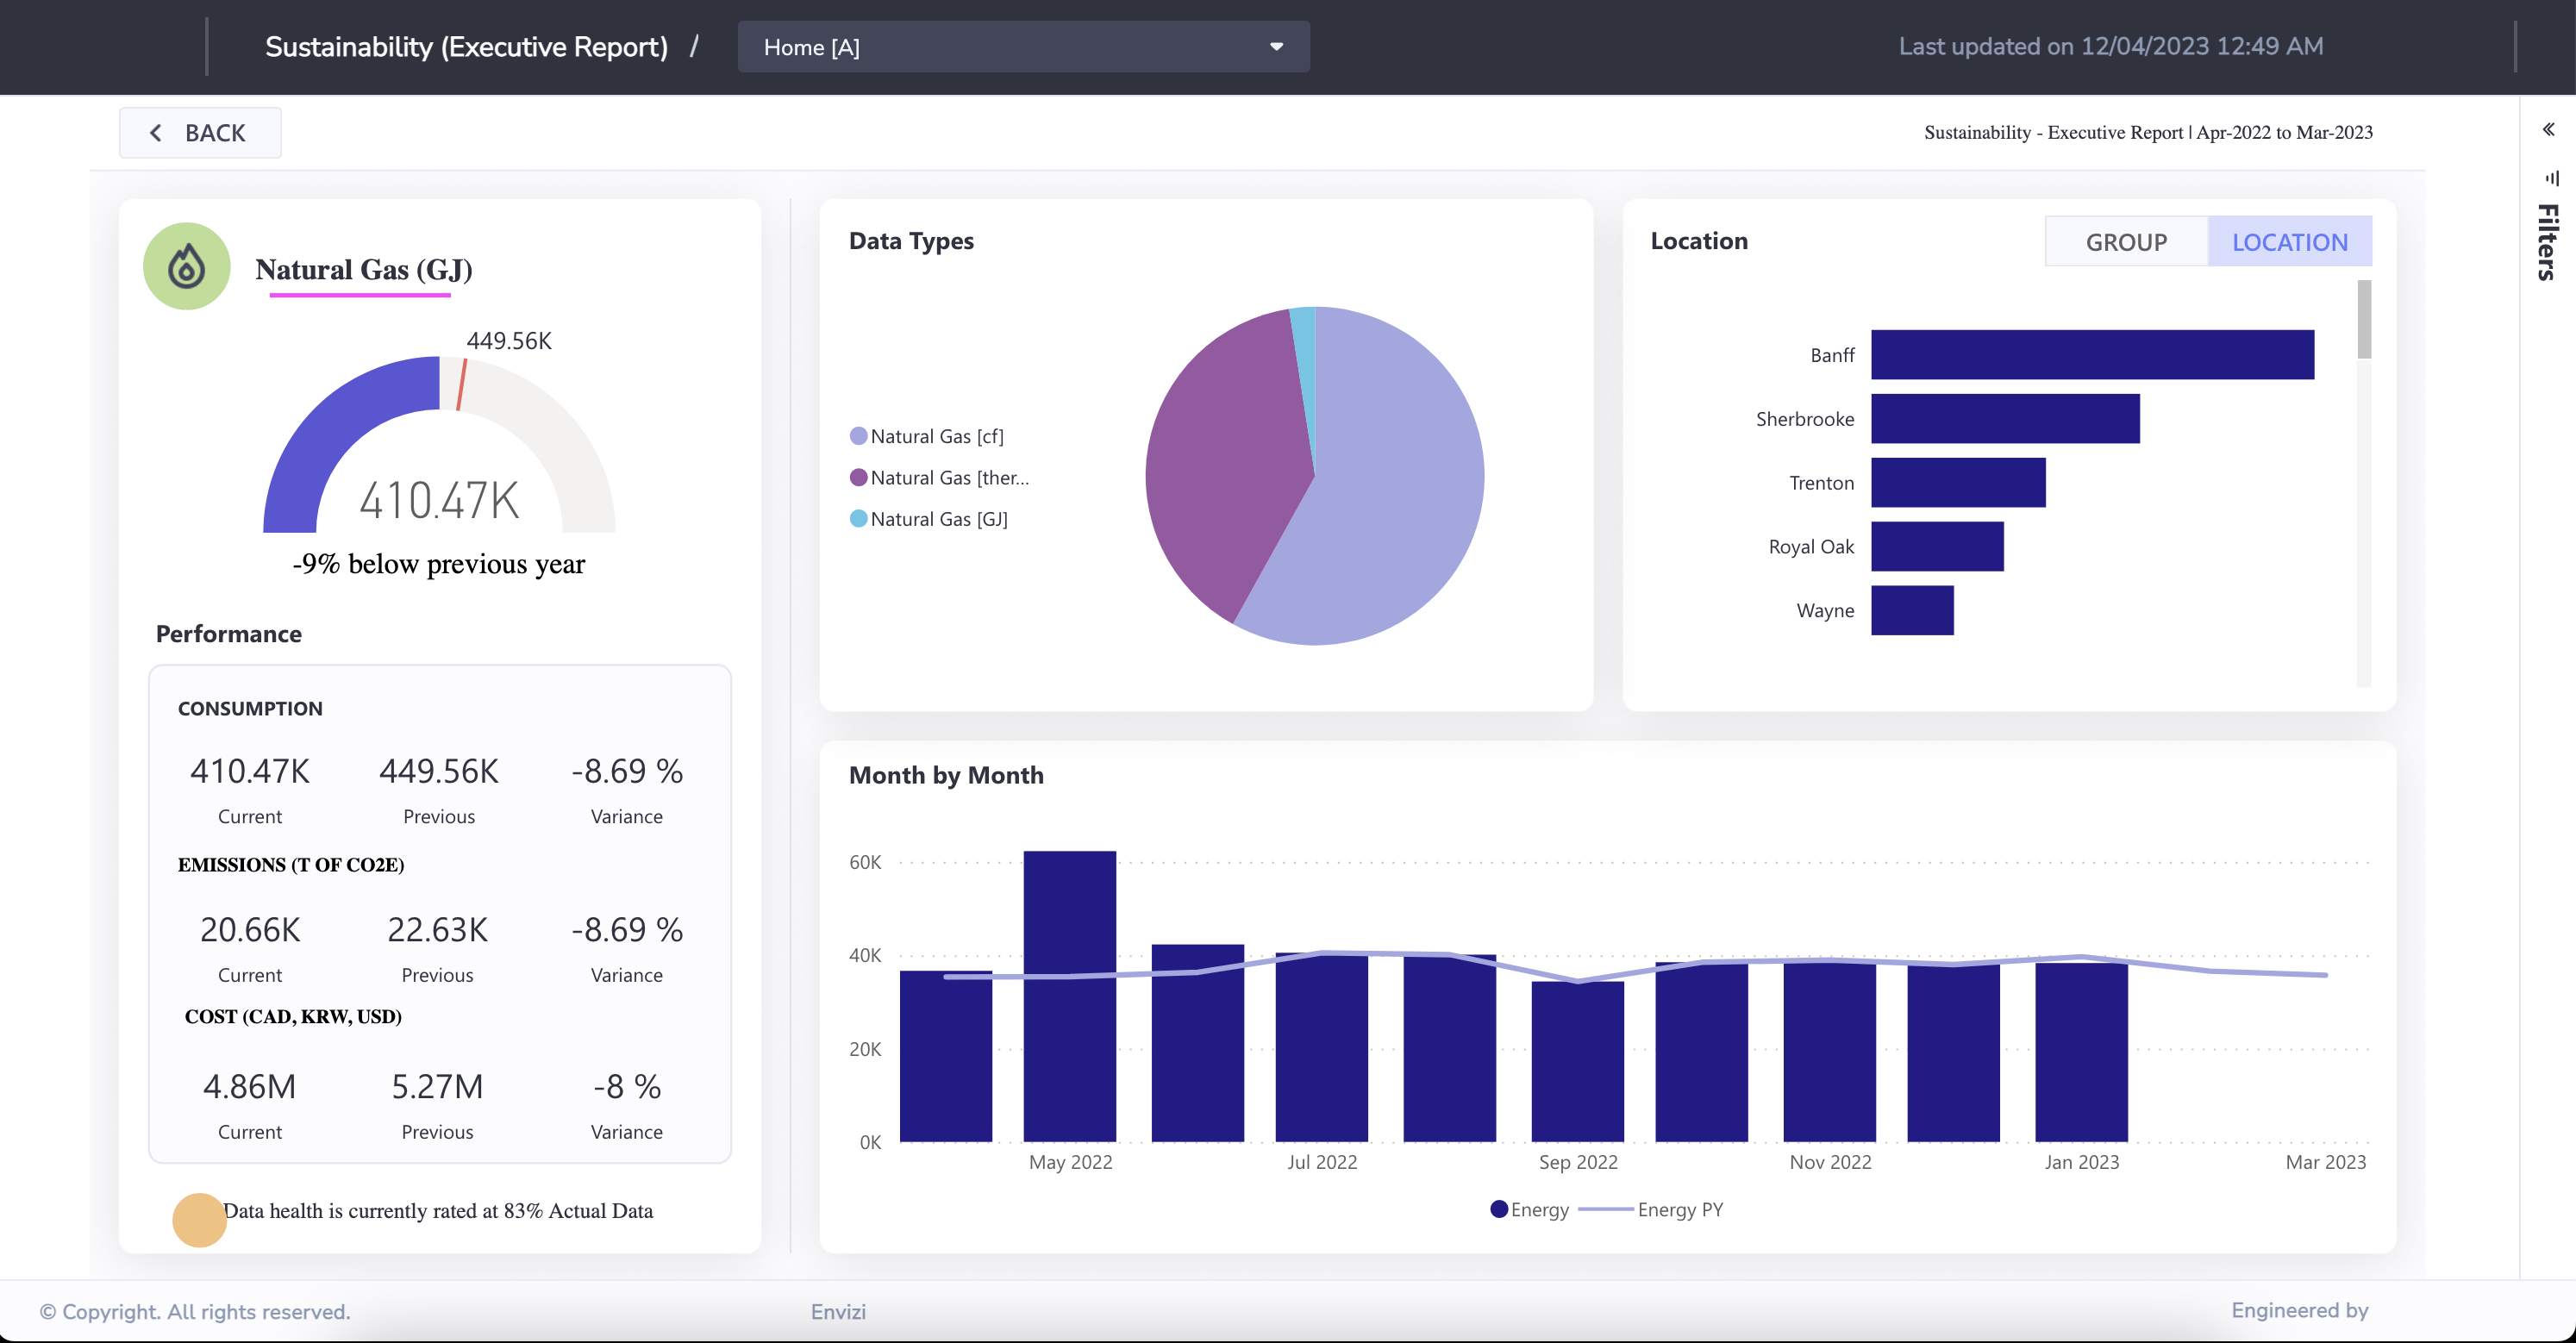 Sustainability (Executive Report) / Home [A]
Last updated on 12/04/2023 12:49 AM
BACK
Sustainability - Executive Report | Apr-2022 to Mar-2023
Filters
Natural Gas (GJ)
449.56K
410.47K
-9% below previous year
Performance
CONSUMPTION
410.47K 449.56K -8.69 %
Current Previous Variance
EMISSIONS (T OF CO2E)
20.66K 22.63K -8.69 %
Current Previous Variance
COST (CAD, KRW, USD)
4.86M 5.27M -8 %
Current Previous Variance
Data health is currently rated at 83% Actual Data
Data Types
Natural Gas [cf]
Natural Gas [ther...
Natural Gas [GJ]
Location
GROUP LOCATION
Banff
Sherbrooke
Trenton
Royal Oak
Wayne
Month by Month
60K
40K
20K
0K
May 2022 Jul 2022 Sep 2022 Nov 2022 Jan 2023 Mar 2023
Energy Energy PY
© Copyright. All rights reserved.
Envizi
Engineered by